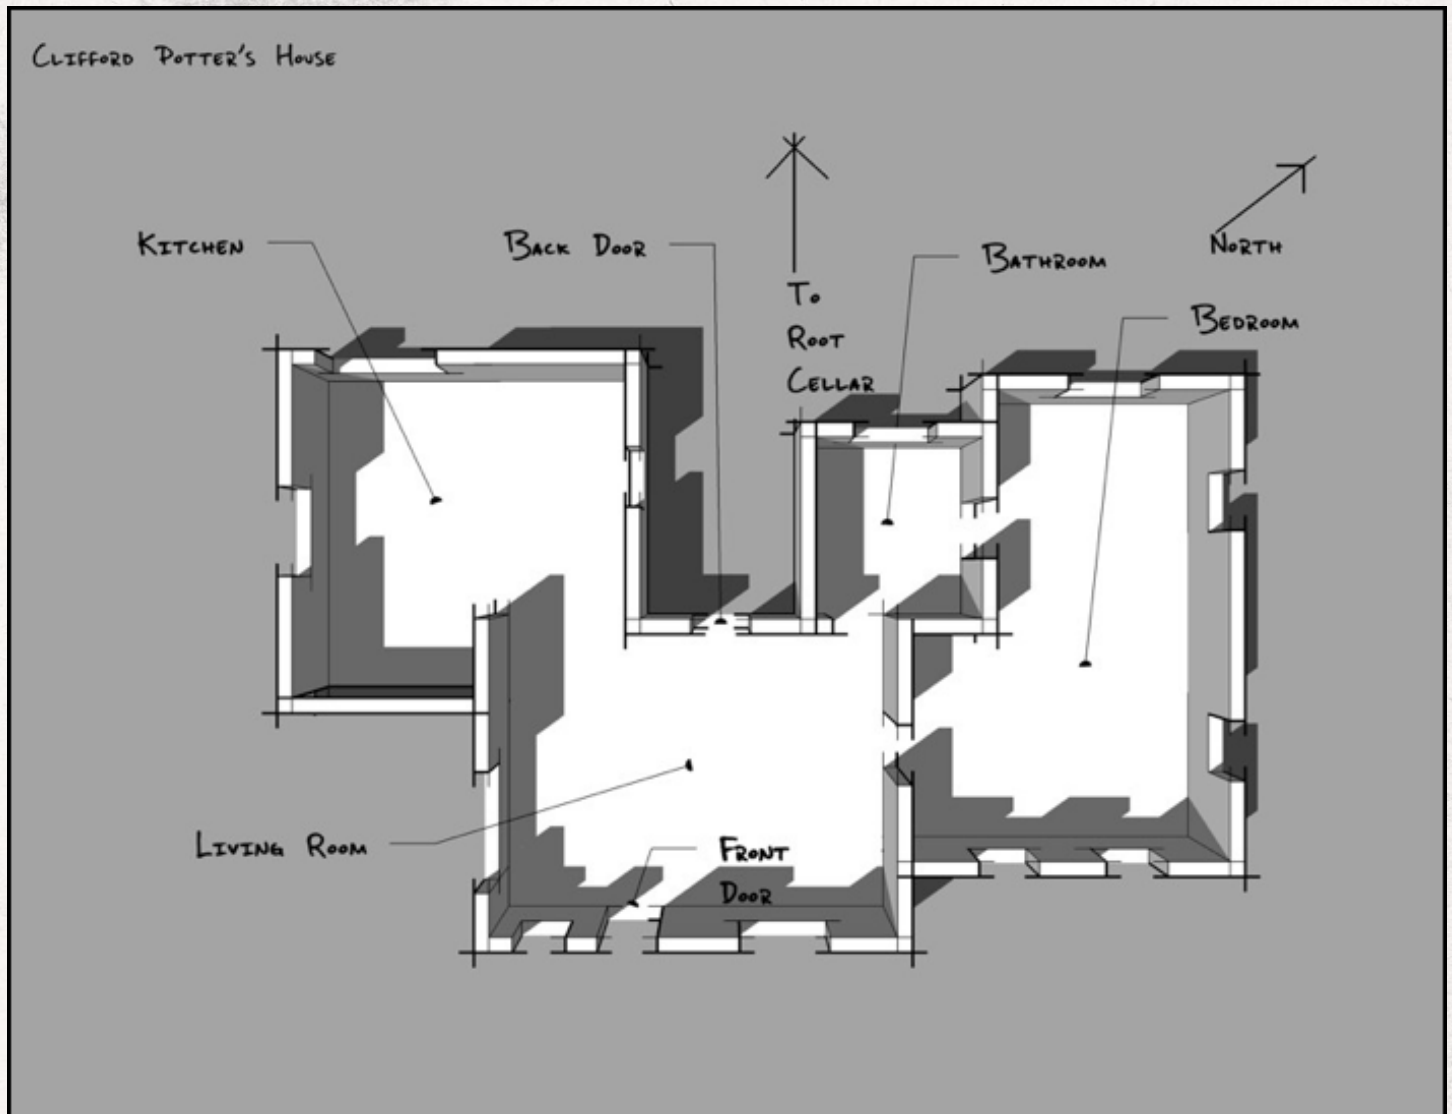 Clifford Potter's House
Kitchen
Back Door
To
Root
Cellar
Bathroom
North
Bedroom
Living Room
Front
Door